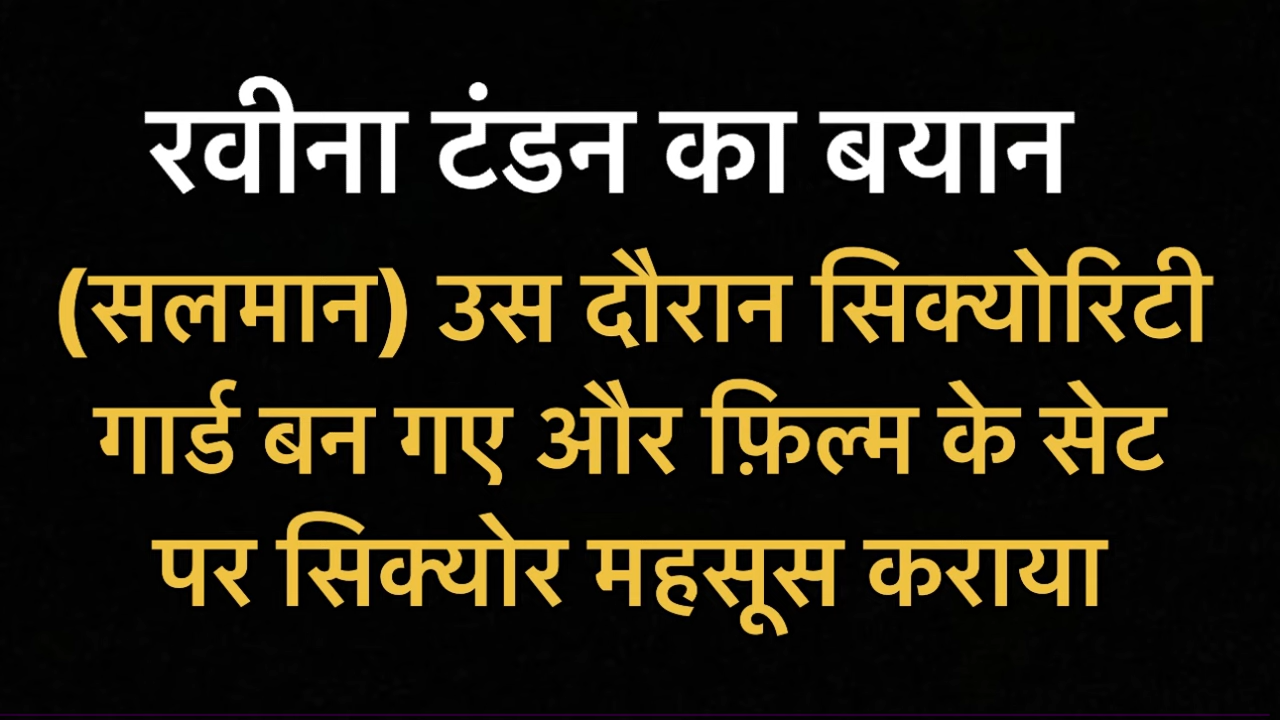 रवीना टंडन का बयान
(सलमान) उस दौरान सिक्योरिटी
गार्ड बन गए और फ़िल्म के सेट
पर सिक्योर महसूस कराया